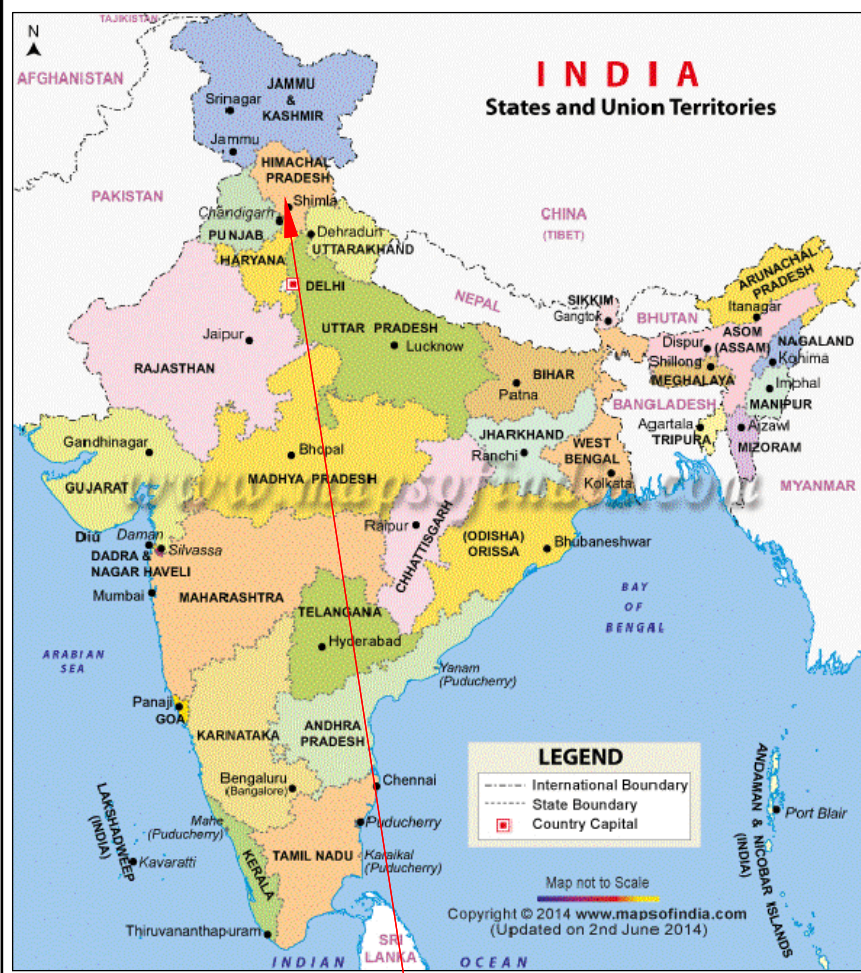 TAJIKISTAN
N
AFGHANISTAN
INDIA
States and Union Territories
JAMMU
&
KASHMIR
Srinagar
Jammu
HIMACHAL
PRADESH
PAKISTAN
Shimla
Chandigarh
PUNJAB
Dehradun
UTTARAKHAND
HARYANA
CHINA
(TIBET)
DELHI
ARUNACHAL
PRADESH
Itanagar
NEPAL
SIKKIM
Gangtok
BHUTAN
Jaipur
RAJASTHAN
UTTAR PRADESH
Lucknow
ASOM
(ASSAM)
Dispur
NAGALAND
Kohima
Shillong
MEGHALAYA
BIHAR
Patna
Imphal
MANIPUR
BANGLADESH
Agartala
TRIPURA
Ajzawl
MIZORAM
Gandhinagar
GUJARAT
Bhopal
MADHYA PRADESH
JHARKHAND
Ranchi
WEST
BENGAL
Kolkata
MYANMAR
www.mapsofindia.com
Raipur
CHHATTISGARH
(ODISHA)
ORISSA
Bhubaneshwar
Diu
Daman
Silvassa
DADRA &
NAGAR HAVELI
Mumbai
MAHARASHTRA
TELANGANA
Hyderabad
BAY
OF
BENGAL
ARABIAN
SEA
Yanam
(Puducherry)
Panaji
GOA
KARNATAKA
ANDHRA
PRADESH
Bengaluru
(Bangalore)
Chennai
LEGEND
International Boundary
State Boundary
Country Capital
LAKSHADWEEP
(INDIA)
Kavaratti
Mahe
(Puducherry)
Puducherry
KERALA
TAMIL NADU
Karaikal
(Puducherry)
ANDAMAN & NICOBAR ISLANDS
(INDIA)
Port Blair
Map not to Scale
Copyright © 2014 www.mapsofindia.com
(Updated on 2nd June 2014)
Thiruvananthapuram
SRI
LANKA
INDIAN OCEAN